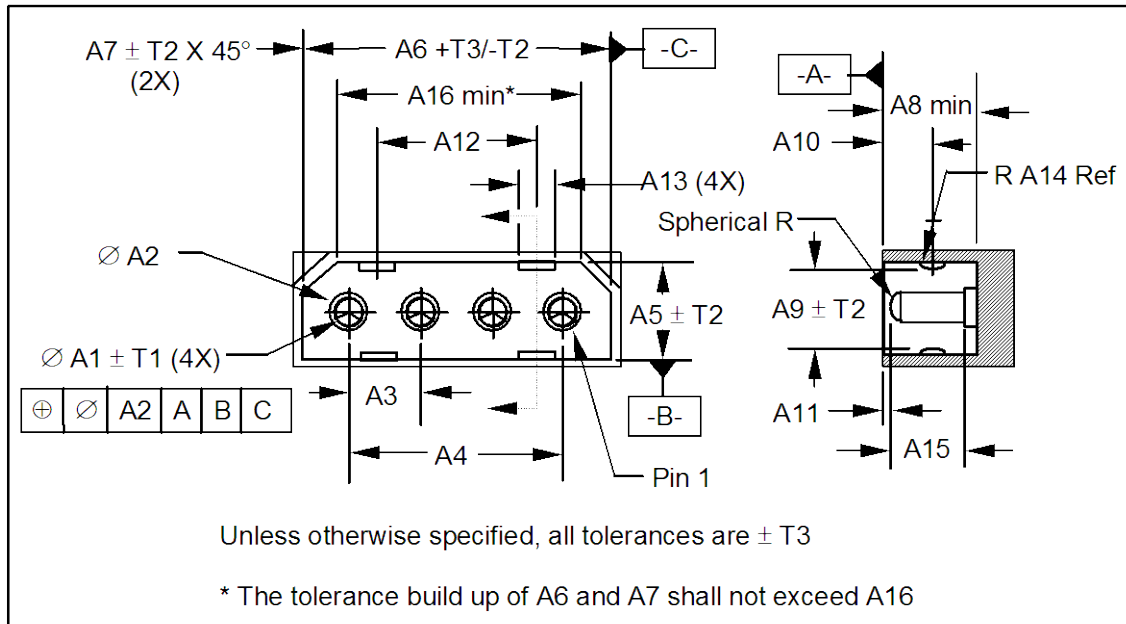 A7 ± T2 X 45°
(2X)
A6 +T3/-T2
-C-
A16 min*
A12
A13 (4X)
-A-
A8 min
A10
R A14 Ref
Spherical R
∅ A2
A5 ± T2
A9 ± T2
∅ A1 ± T1 (4X)
⌖ ∅ A2 A B C
A3
-B-
A11
A4
A15
Pin 1
Unless otherwise specified, all tolerances are ± T3
* The tolerance build up of A6 and A7 shall not exceed A16